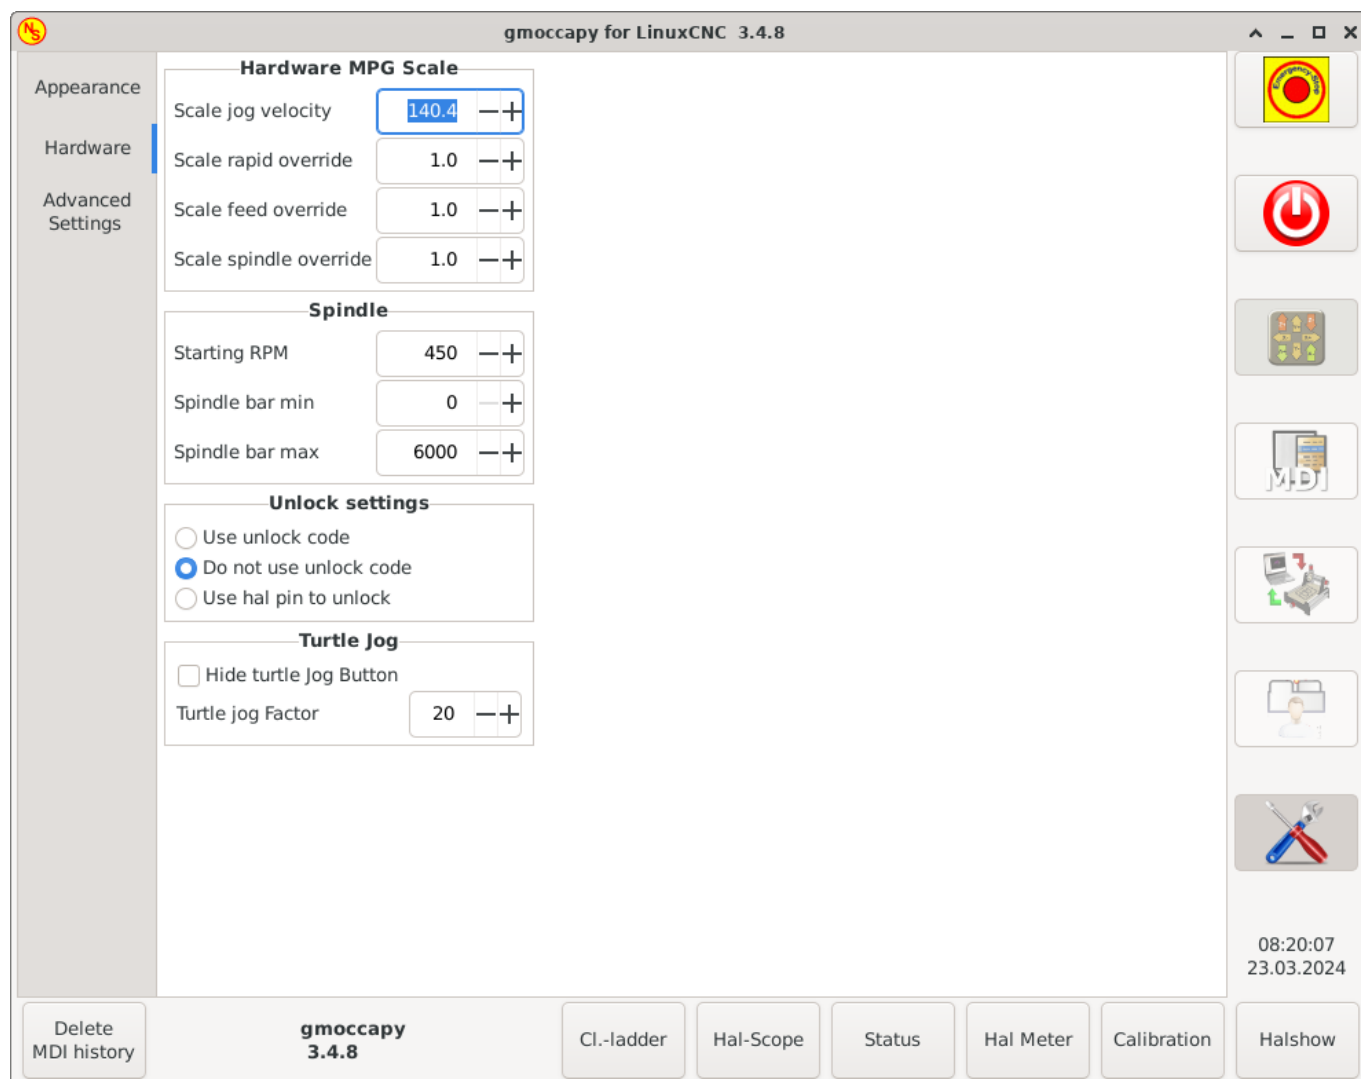 NS
gmoccapy for LinuxCNC 3.4.8
Appearance
Hardware
Advanced
Settings
Hardware MPG Scale
Scale jog velocity 140.4
Scale rapid override 1.0
Scale feed override 1.0
Scale spindle override 1.0
Spindle
Starting RPM 450
Spindle bar min 0
Spindle bar max 6000
Unlock settings
Use unlock code
Do not use unlock code
Use hal pin to unlock
Turtle Jog
Hide turtle Jog Button
Turtle jog Factor 20
Emergency-Stop
MDI
08:20:07
23.03.2024
Delete
MDI history
gmoccapy
3.4.8
Cl.-ladder
Hal-Scope
Status
Hal Meter
Calibration
Halshow